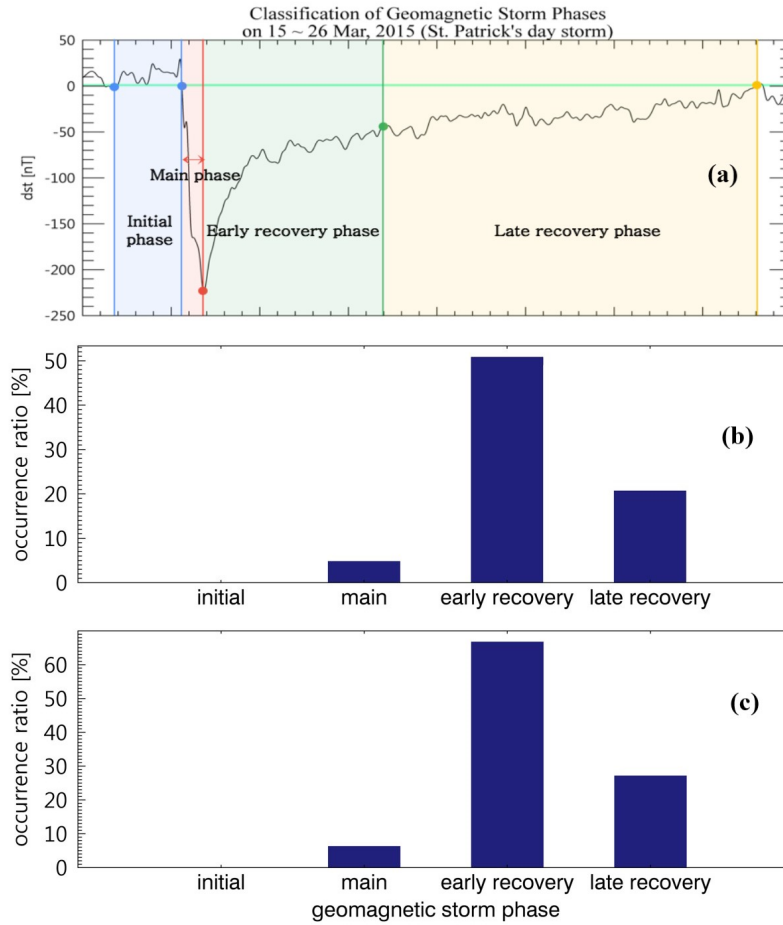 Classification of Geomagnetic Storm Phases
on 15 ~ 26 Mar, 2015 (St. Patrick's day storm)
50
0
-50
-100
-150
-200
-250
dst [nT]
Main phase
(a)
Initial
phase
Early recovery phase
Late recovery phase
50
40
30
20
10
0
occurrence ratio [%]
(b)
initial main early recovery late recovery
60
50
40
30
20
10
0
occurrence ratio [%]
(c)
initial main early recovery late recovery
geomagnetic storm phase